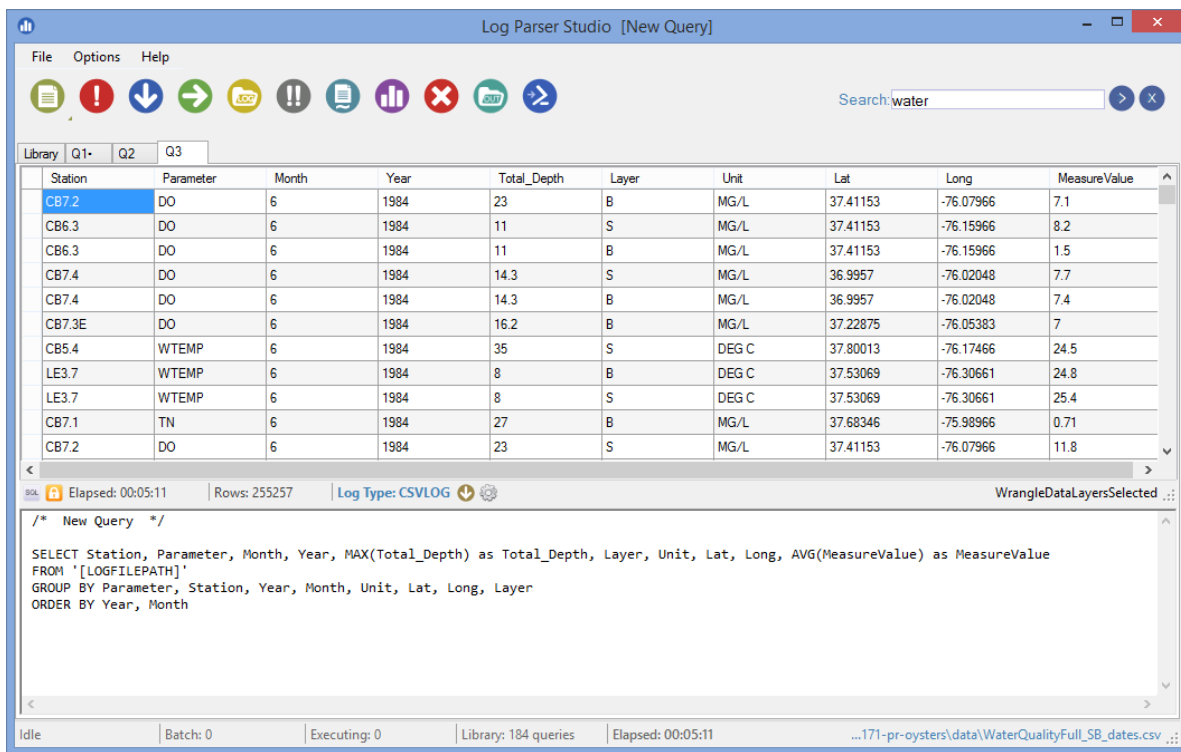 Log Parser Studio [New Query]
File Options Help
LOG OUT
Search: water > X
Library Q1• Q2 Q3
Station Parameter Month Year Total_Depth Layer Unit Lat Long MeasureValue
CB7.2 DO 6 1984 23 B MG/L 37.41153 -76.07966 7.1
CB6.3 DO 6 1984 11 S MG/L 37.41153 -76.15966 8.2
CB6.3 DO 6 1984 11 B MG/L 37.41153 -76.15966 1.5
CB7.4 DO 6 1984 14.3 S MG/L 36.9957 -76.02048 7.7
CB7.4 DO 6 1984 14.3 B MG/L 36.9957 -76.02048 7.4
CB7.3E DO 6 1984 16.2 B MG/L 37.22875 -76.05383 7
CB5.4 WTEMP 6 1984 35 S DEG C 37.80013 -76.17466 24.5
LE3.7 WTEMP 6 1984 8 B DEG C 37.53069 -76.30661 24.8
LE3.7 WTEMP 6 1984 8 S DEG C 37.53069 -76.30661 25.4
CB7.1 TN 6 1984 27 B MG/L 37.68346 -75.98966 0.71
CB7.2 DO 6 1984 23 S MG/L 37.41153 -76.07966 11.8
SQL Elapsed: 00:05:11 Rows: 255257 Log Type: CSVLOG WrangleDataLayersSelected
/* New Query */
SELECT Station, Parameter, Month, Year, MAX(Total_Depth) as Total_Depth, Layer, Unit, Lat, Long, AVG(MeasureValue) as MeasureValue
FROM '[LOGFILEPATH]'
GROUP BY Parameter, Station, Year, Month, Unit, Lat, Long, Layer
ORDER BY Year, Month
Idle Batch: 0 Executing: 0 Library: 184 queries Elapsed: 00:05:11 ...171-pr-oysters\data\WaterQualityFull_SB_dates.csv